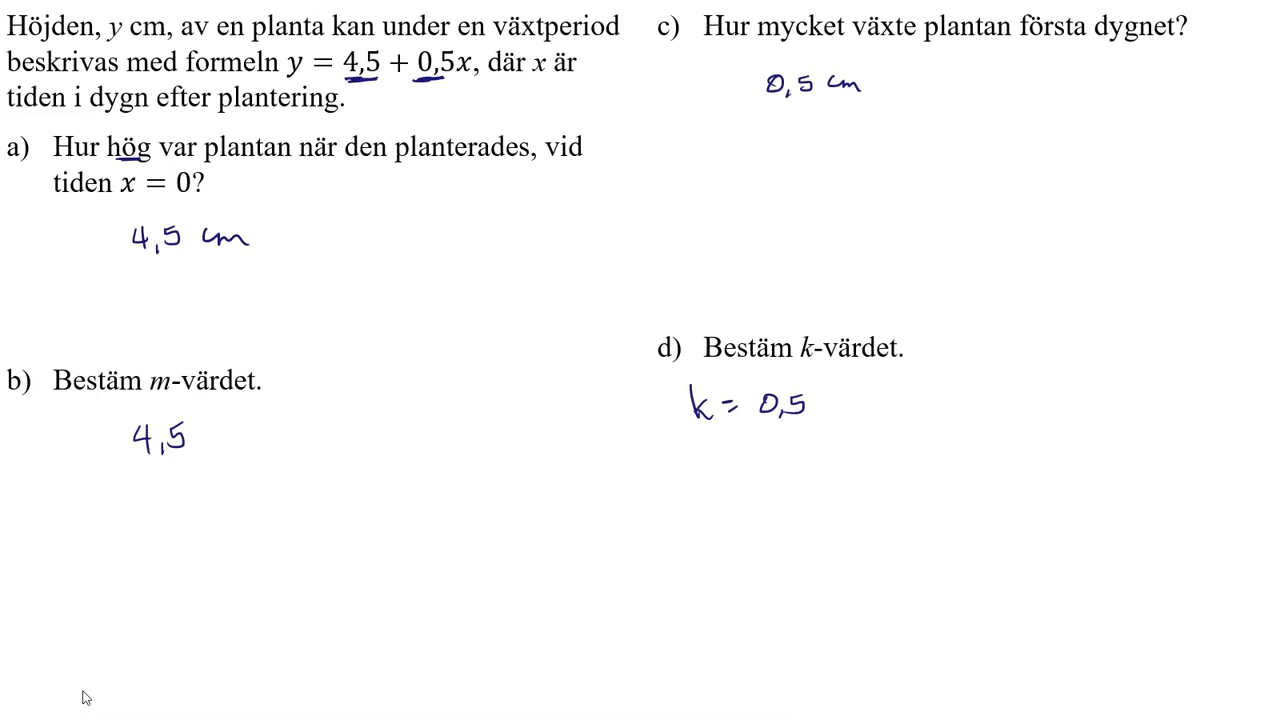 Höjden, y cm, av en planta kan under en växtperiod
beskrivas med formeln y = 4,5 + 0,5x, där x är
tiden i dygn efter plantering.
a) Hur hög var plantan när den planterades, vid
tiden x = 0?
4,5 cm
b) Bestäm m-värdet.
4,5
c) Hur mycket växte plantan första dygnet?
0,5 cm
d) Bestäm k-värdet.
k = 0,5